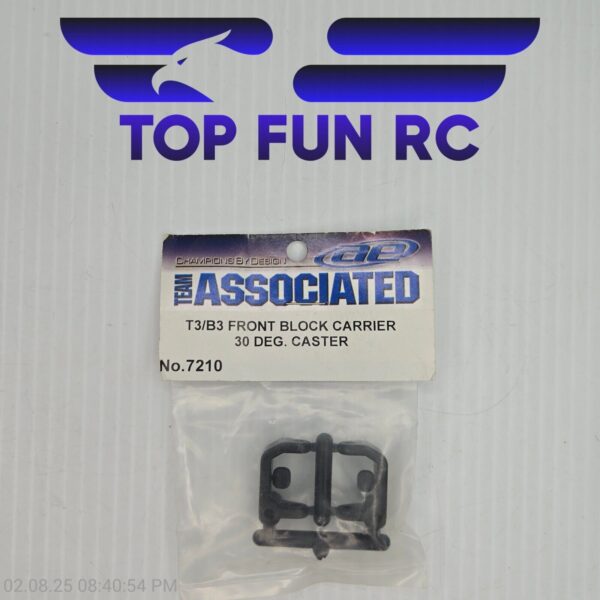 TOP FUN RC
CHAMPIONS BY DESIGN
ae
TEAM
ASSOCIATED
T3/B3 FRONT BLOCK CARRIER
30 DEG. CASTER
No.7210
02.08.25 08:40:54 PM